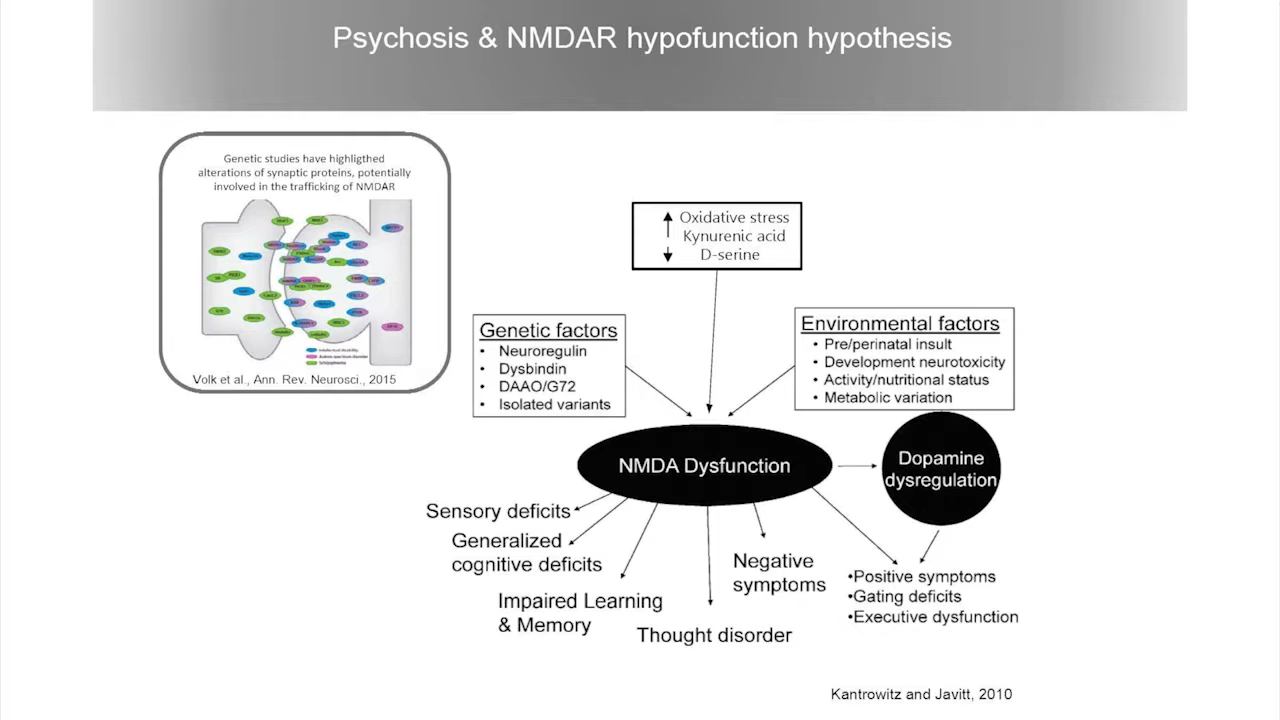 Psychosis & NMDAR hypofunction hypothesis
Genetic studies have highligthed
alterations of synaptic proteins, potentially
involved in the trafficking of NMDAR
Volk et al., Ann. Rev. Neurosci., 2015
Oxidative stress
Kynurenic acid
D-serine
Genetic factors
• Neuroregulin
• Dysbindin
• DAAO/G72
• Isolated variants
Environmental factors
• Pre/perinatal insult
• Development neurotoxicity
• Activity/nutritional status
• Metabolic variation
NMDA Dysfunction
Dopamine
dysregulation
Sensory deficits
Generalized
cognitive deficits
Impaired Learning
& Memory
Thought disorder
Negative
symptoms
•Positive symptoms
•Gating deficits
•Executive dysfunction
Kantrowitz and Javitt, 2010